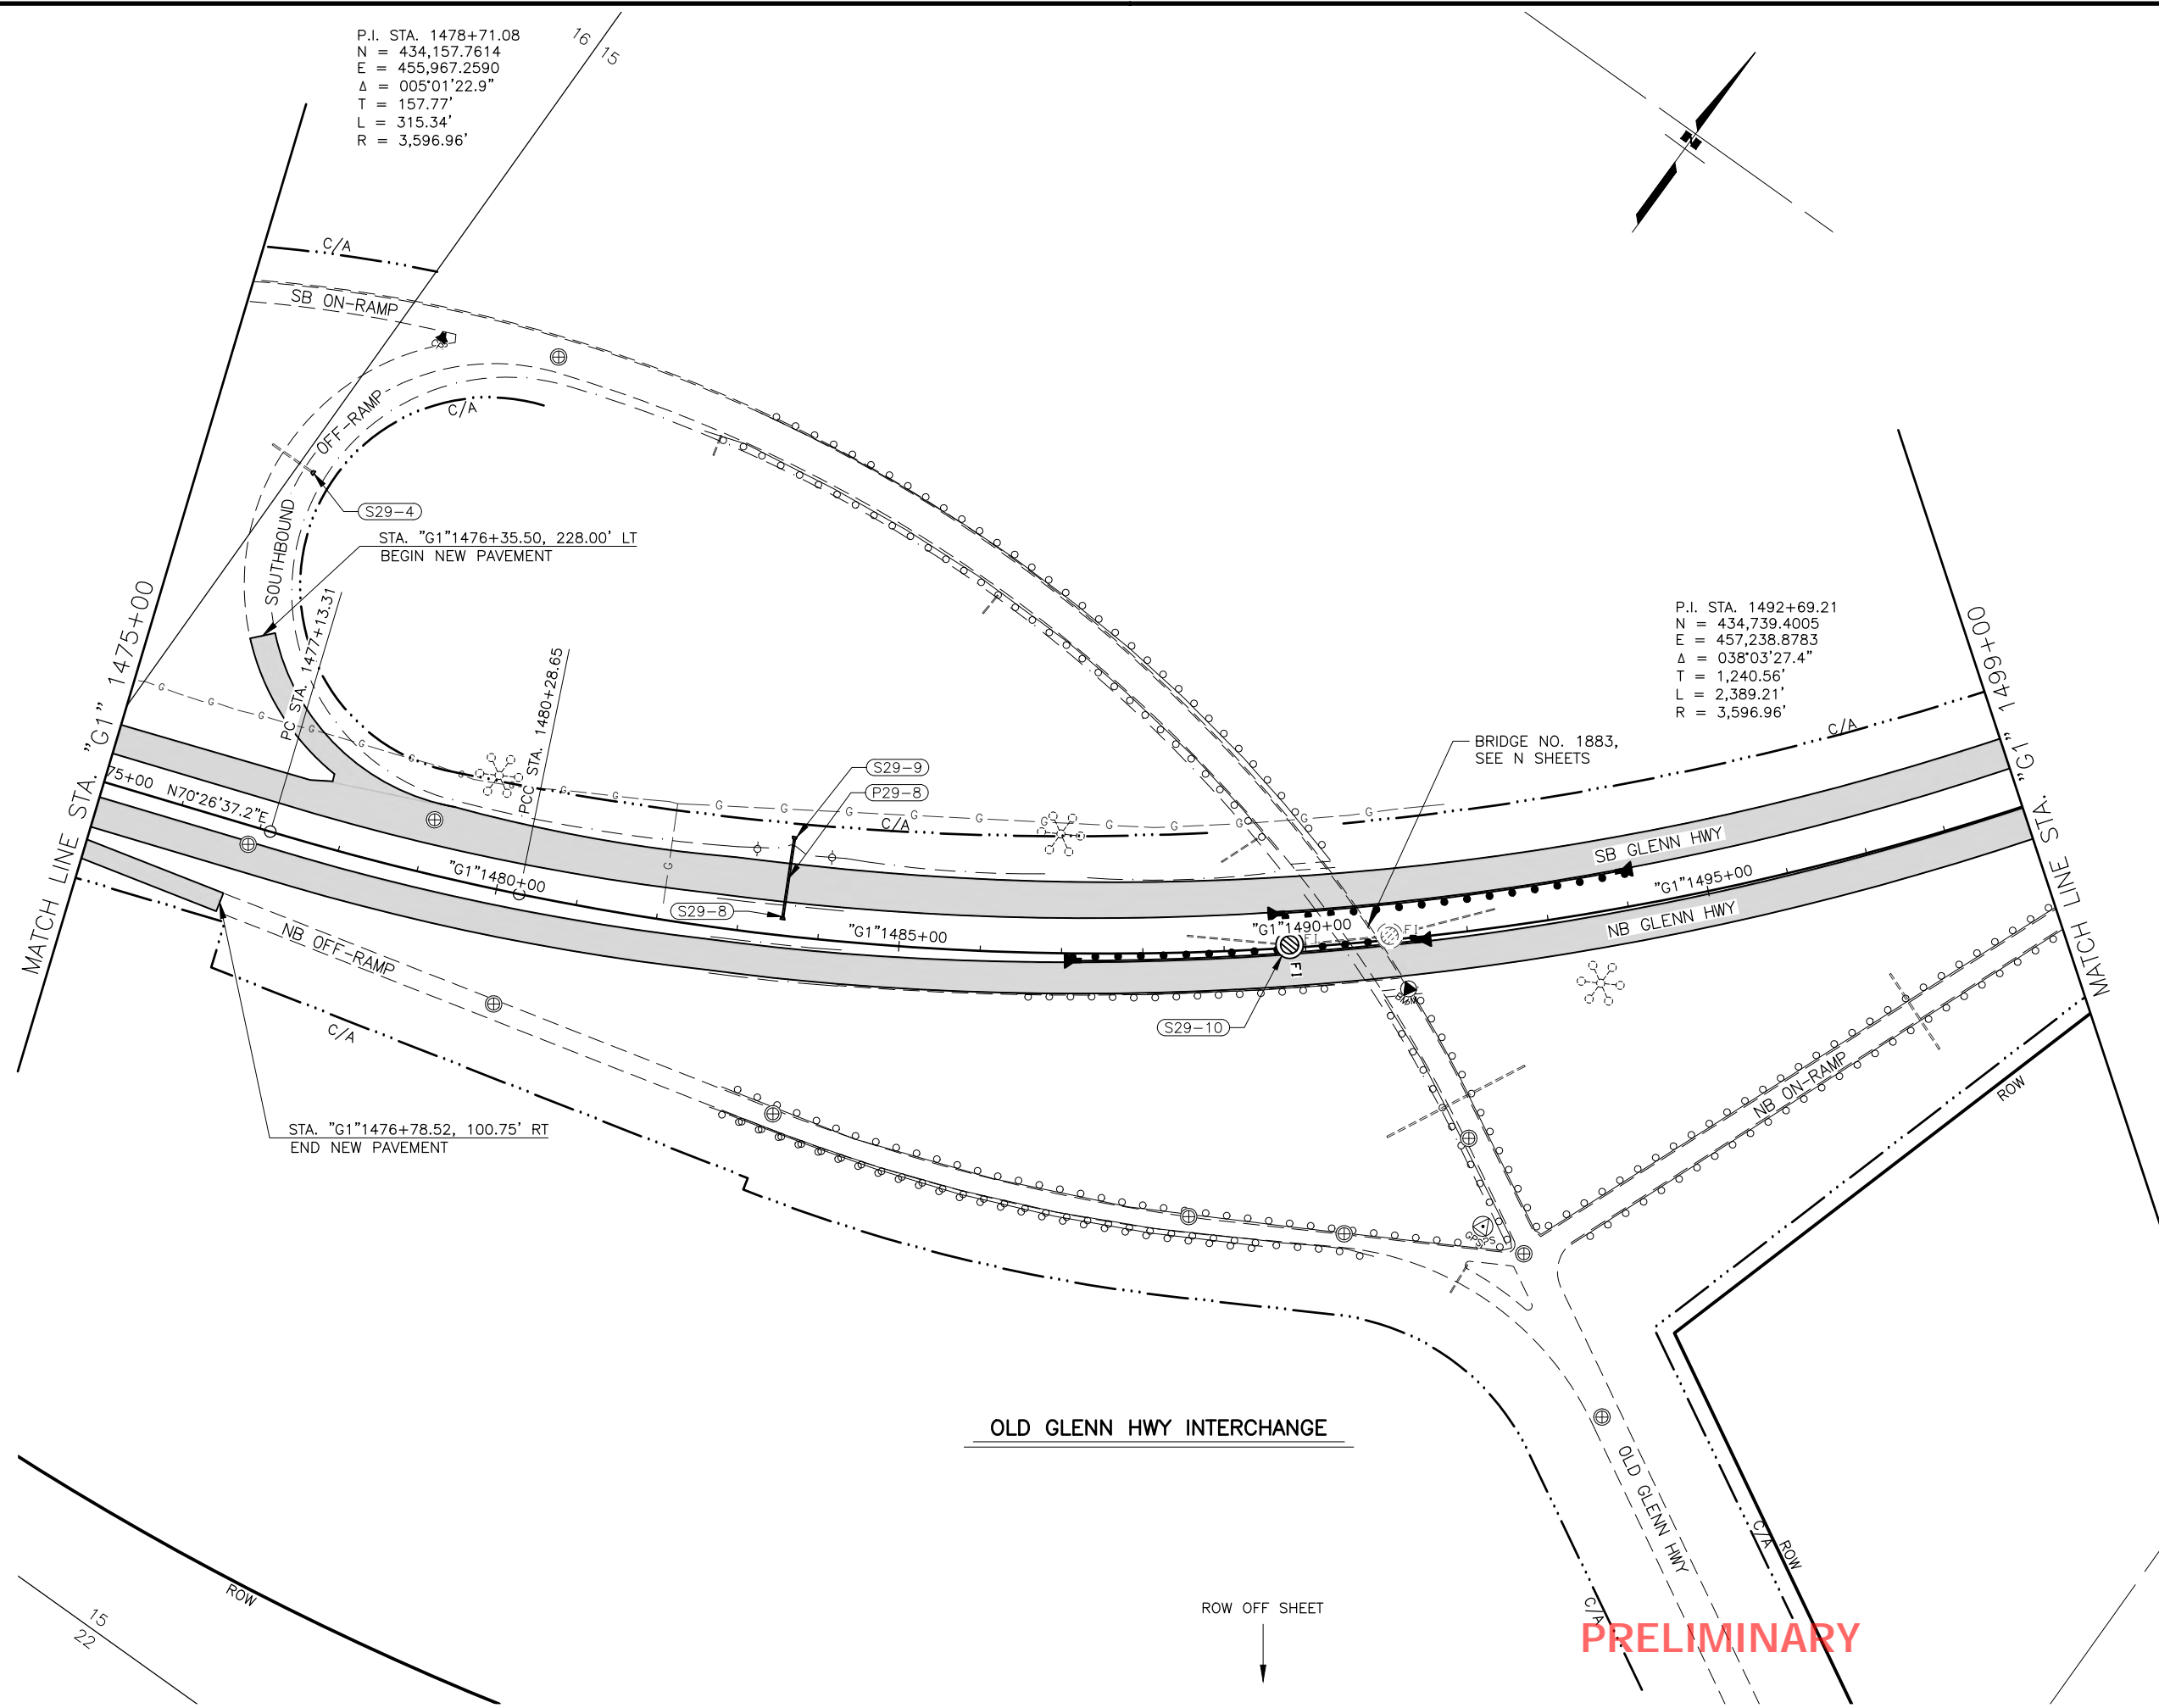 P.I. STA. 1478+71.08
N = 434,157.7614
E = 455,967.2590
Δ = 005°01'22.9"
T = 157.77'
L = 315.34'
R = 3,596.96'
16 15
N
C/A
SB ON-RAMP
C/A
SOUTHBOUND OFF-RAMP
S29-4
STA. "G1"1476+35.50, 228.00' LT
BEGIN NEW PAVEMENT
PC STA. 1477+13.31
PCC STA. 1480+28.65
MATCH LINE STA. "G1" 1475+00
75+00
N70°26'37.2"E
G G G G G G G G G G G G G G G G G G
S29-9
P29-8
C/A
S29-8
"G1"1480+00
"G1"1485+00
"G1"1490+00
"G1"1495+00
FI
FI
FI
S29-10
BRIDGE NO. 1883,
SEE N SHEETS
P.I. STA. 1492+69.21
N = 434,739.4005
E = 457,238.8783
Δ = 038°03'27.4"
T = 1,240.56'
L = 2,389.21'
R = 3,596.96'
C/A
SB GLENN HWY
NB GLENN HWY
MATCH LINE STA. "G1" 1499+00
NB OFF-RAMP
C/A
STA. "G1"1476+78.52, 100.75' RT
END NEW PAVEMENT
NB ON-RAMP
ROW
OLD GLENN HWY INTERCHANGE
OLD GLENN HWY
C/A
ROW
C/A
ROW
15
22
ROW OFF SHEET
PRELIMINARY